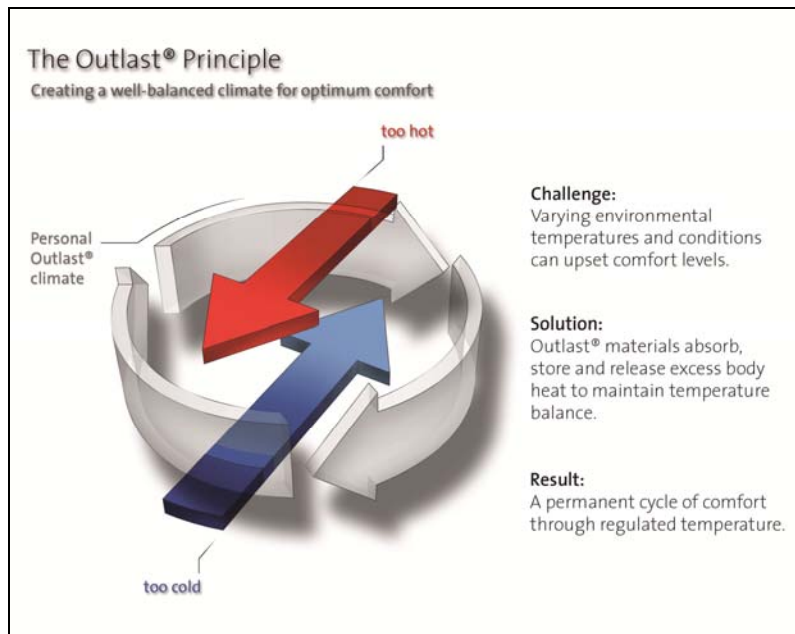 The Outlast® Principle
Creating a well-balanced climate for optimum comfort
too hot
Personal
Outlast®
climate
too cold
Challenge:
Varying environmental
temperatures and conditions
can upset comfort levels.
Solution:
Outlast® materials absorb,
store and release excess body
heat to maintain temperature
balance.
Result:
A permanent cycle of comfort
through regulated temperature.